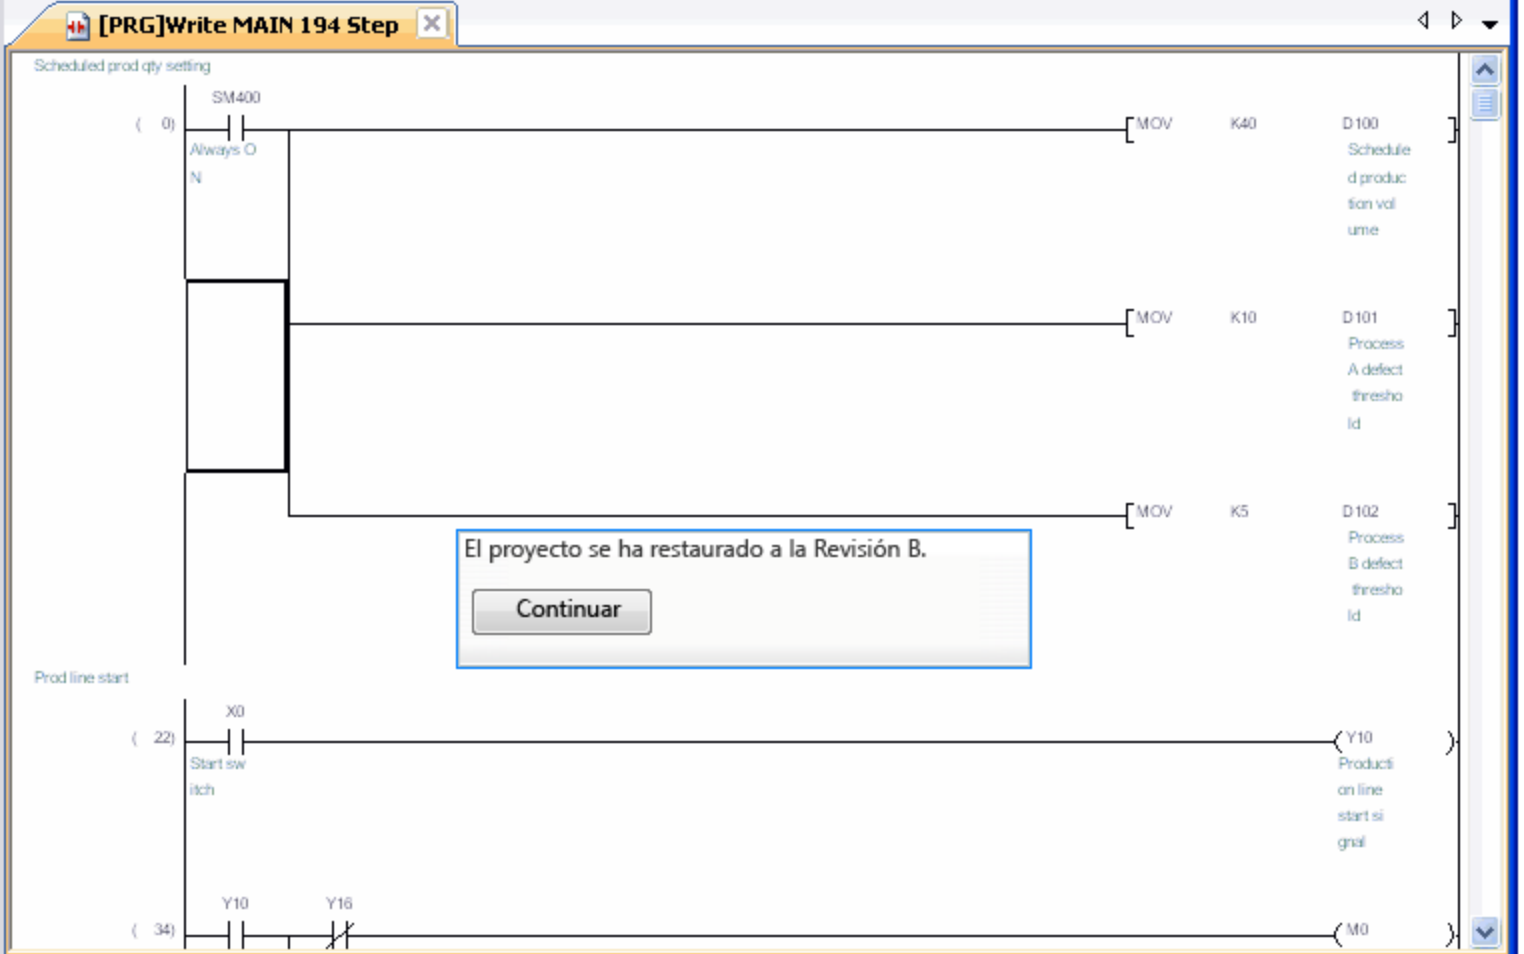 [PRG]Write MAIN 194 Step
Scheduled prod qty setting
SM400
( 0)
MOV K40 D100
Always O
N
Schedule
d produc
tion vol
ume
MOV K10 D101
Process
A defect
thresho
ld
MOV K5 D102
Process
B defect
thresho
ld
El proyecto se ha restaurado a la Revisión B.
Continuar
Prod line start
X0
( 22)
Y10
Start sw
itch
Producti
on line
start si
gnal
Y10 Y16
( 34)
M0